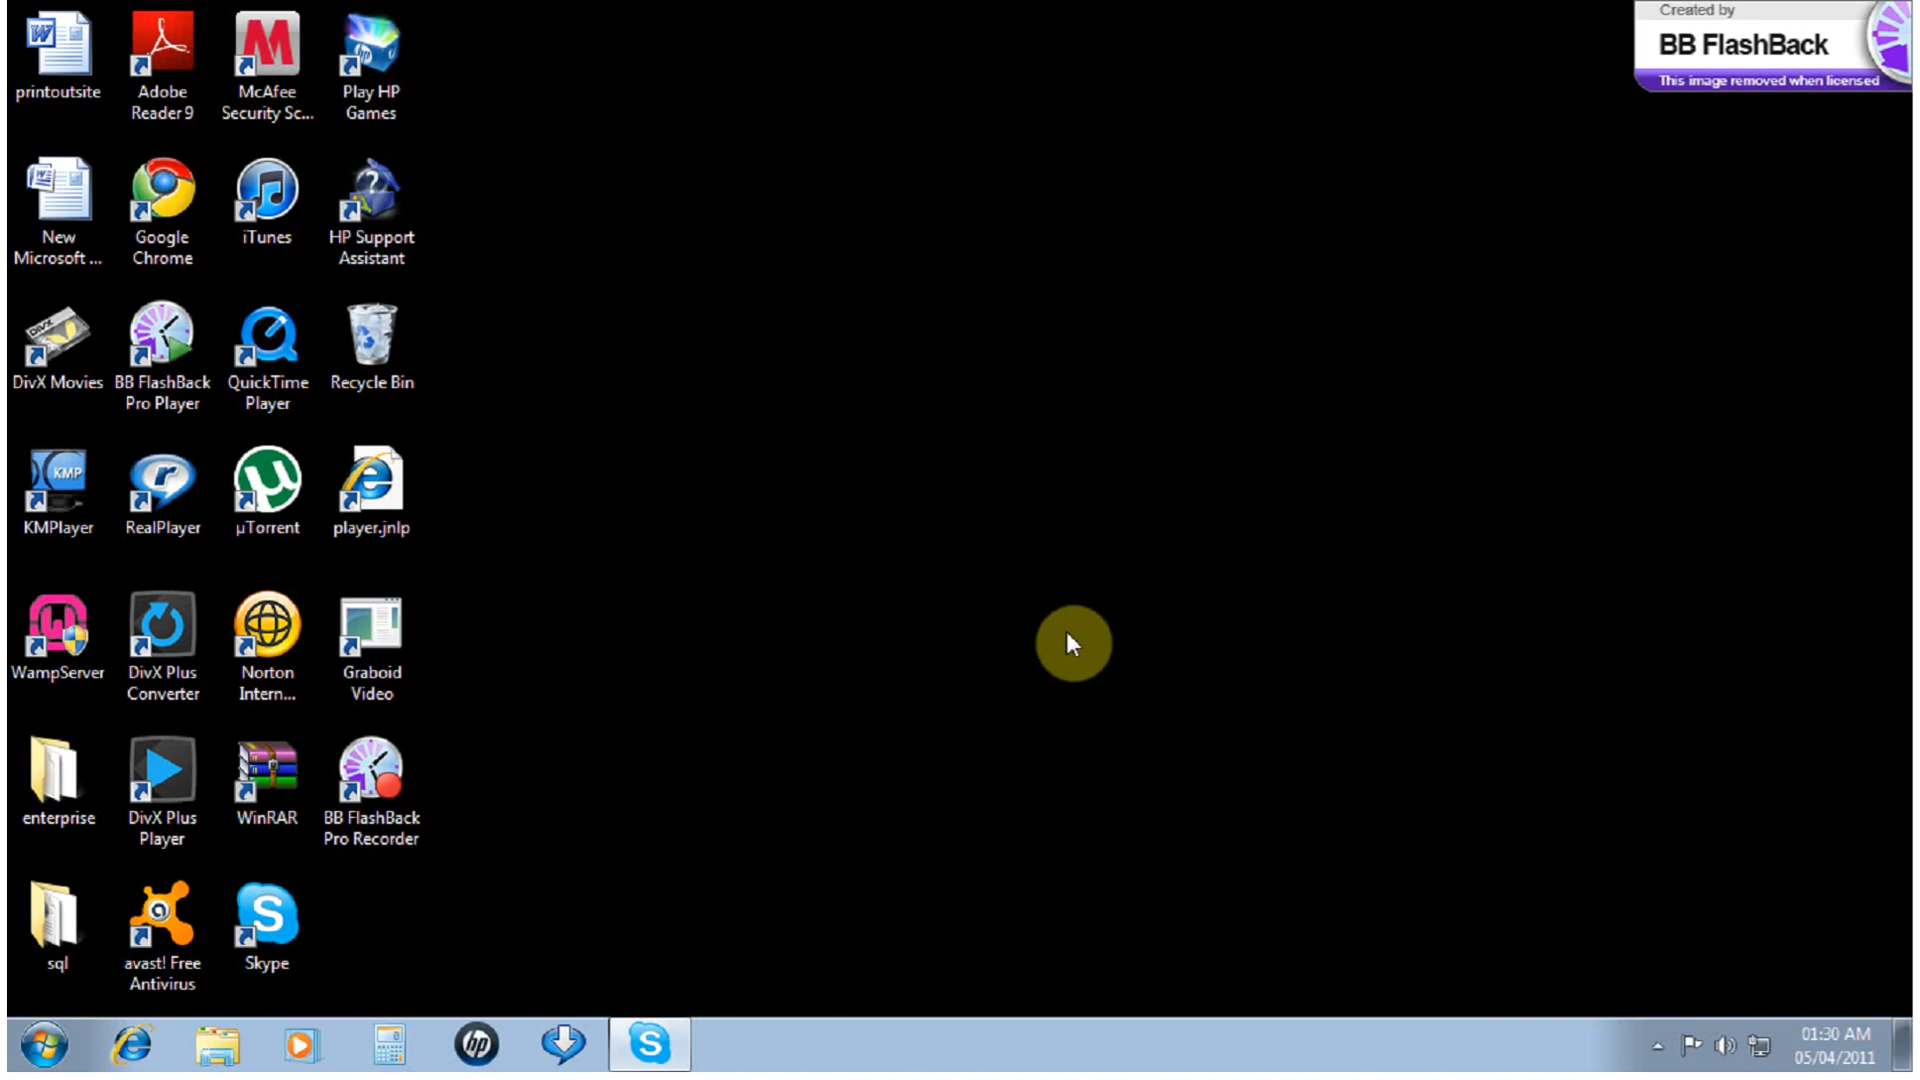 Created by
BB FlashBack
This image removed when licensed
printoutsite
Adobe
Reader 9
McAfee
Security Sc...
Play HP
Games
New
Microsoft ...
Google
Chrome
iTunes
HP Support
Assistant
DivX Movies
BB FlashBack
Pro Player
QuickTime
Player
Recycle Bin
KMP
KMPlayer
RealPlayer
µTorrent
player.jnlp
WampServer
DivX Plus
Converter
Norton
Intern...
Graboid
Video
enterprise
DivX Plus
Player
WinRAR
BB FlashBack
Pro Recorder
sql
avast! Free
Antivirus
Skype
01:30 AM
05/04/2011